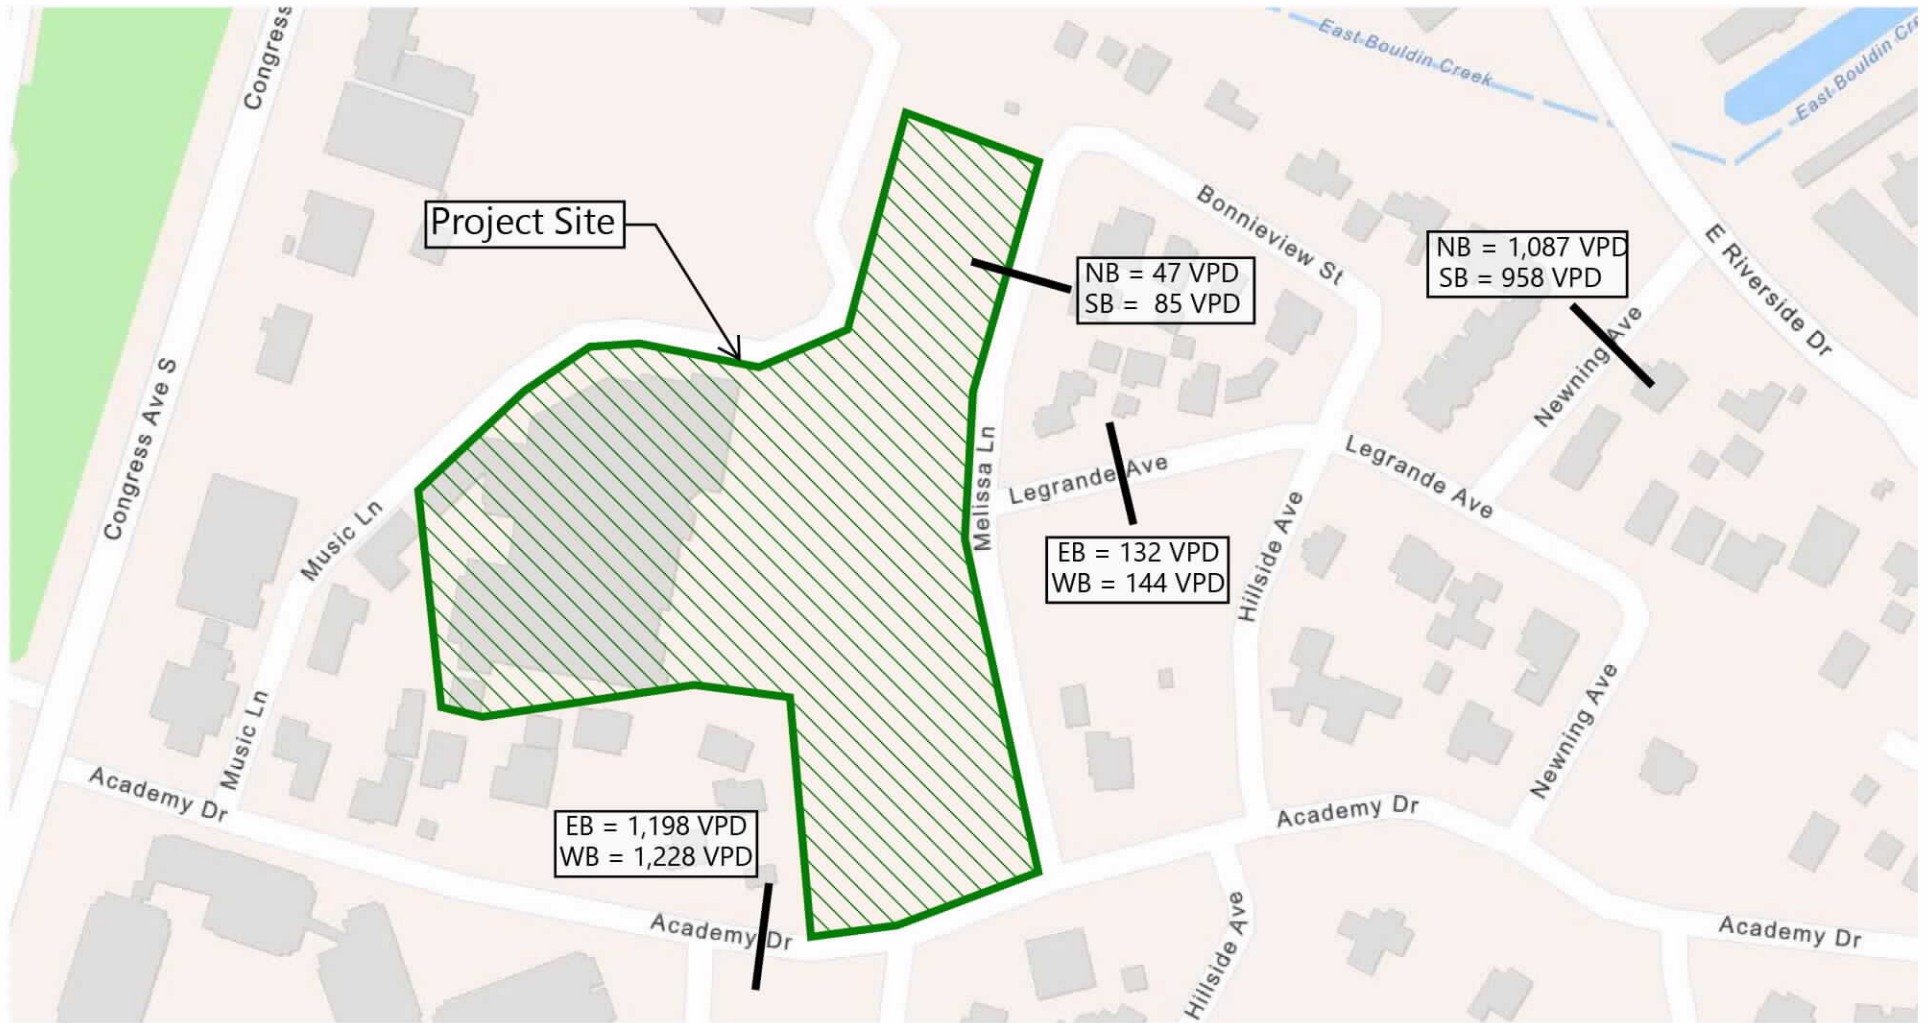 Congress
East Bouldin Creek
East Bouldin Cre
Project Site
Bonnieview St
E Riverside Dr
NB = 1,087 VPD
SB = 958 VPD
NB = 47 VPD
SB = 85 VPD
Newning Ave
Congress Ave S
Music Ln
Melissa Ln
Legrande Ave
Legrande Ave
Hillside Ave
EB = 132 VPD
WB = 144 VPD
Music Ln
Newning Ave
Academy Dr
Academy Dr
EB = 1,198 VPD
WB = 1,228 VPD
Academy Dr
Hillside Ave
Academy Dr